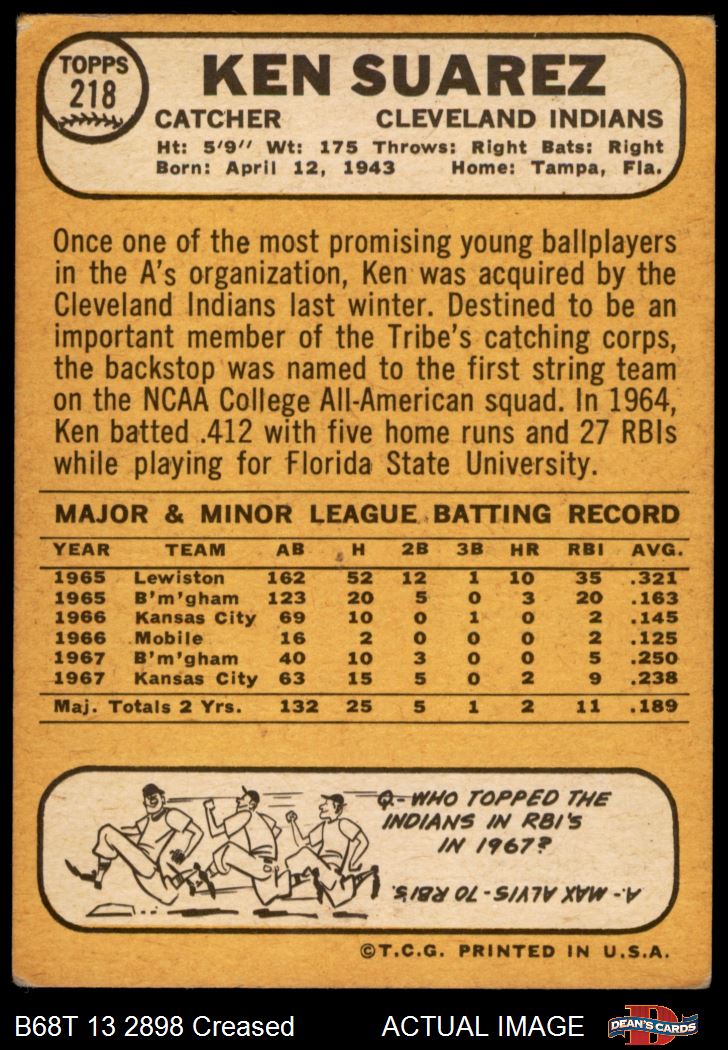 TOPPS
218
KEN SUAREZ
CATCHER CLEVELAND INDIANS
Ht: 5'9" Wt: 175 Throws: Right Bats: Right
Born: April 12, 1943 Home: Tampa, Fla.
Once one of the most promising young ballplayers
in the A's organization, Ken was acquired by the
Cleveland Indians last winter. Destined to be an
important member of the Tribe's catching corps,
the backstop was named to the first string team
on the NCAA College All-American squad. In 1964,
Ken batted .412 with five home runs and 27 RBIs
while playing for Florida State University.
MAJOR & MINOR LEAGUE BATTING RECORD
YEAR TEAM AB H 2B 3B HR RBI AVG.
1965 Lewiston 162 52 12 1 10 35 .321
1965 B'm'gham 123 20 5 0 3 20 .163
1966 Kansas City 69 10 0 1 0 2 .145
1966 Mobile 16 2 0 0 0 2 .125
1967 B'm'gham 40 10 3 0 0 5 .250
1967 Kansas City 63 15 5 0 2 9 .238
Maj. Totals 2 Yrs. 132 25 5 1 2 11 .189
Q- WHO TOPPED THE
INDIANS IN RBI'S
IN 1967?
A- MAX ALVIS- 70 RBI'S.
©T.C.G. PRINTED IN U.S.A.
B68T 13 2898 Creased ACTUAL IMAGE
DEAN'S CARDS